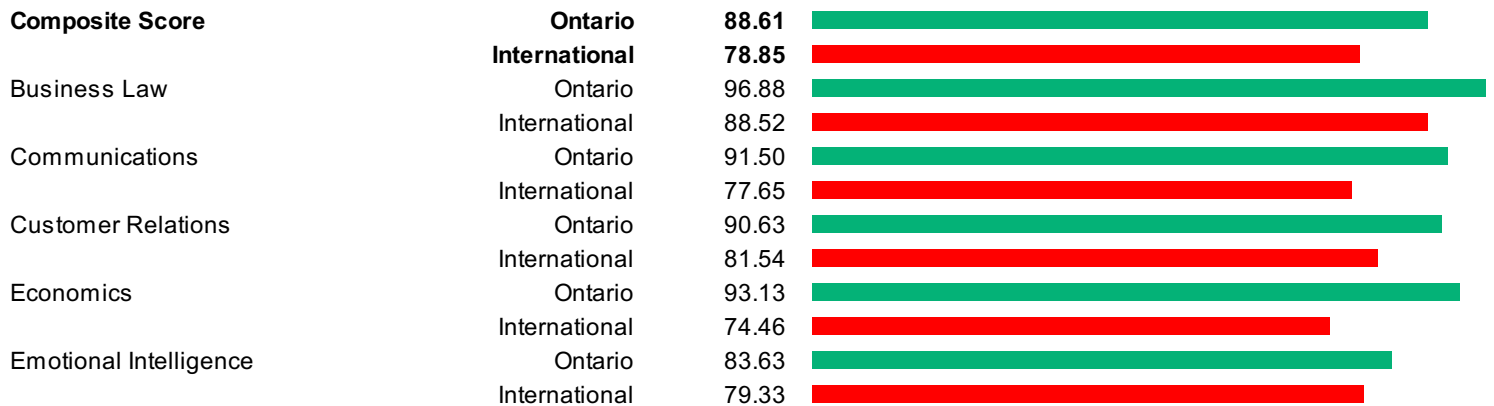 Composite Score Ontario 88.61
International 78.85
Business Law Ontario 96.88
International 88.52
Communications Ontario 91.50
International 77.65
Customer Relations Ontario 90.63
International 81.54
Economics Ontario 93.13
International 74.46
Emotional Intelligence Ontario 83.63
International 79.33